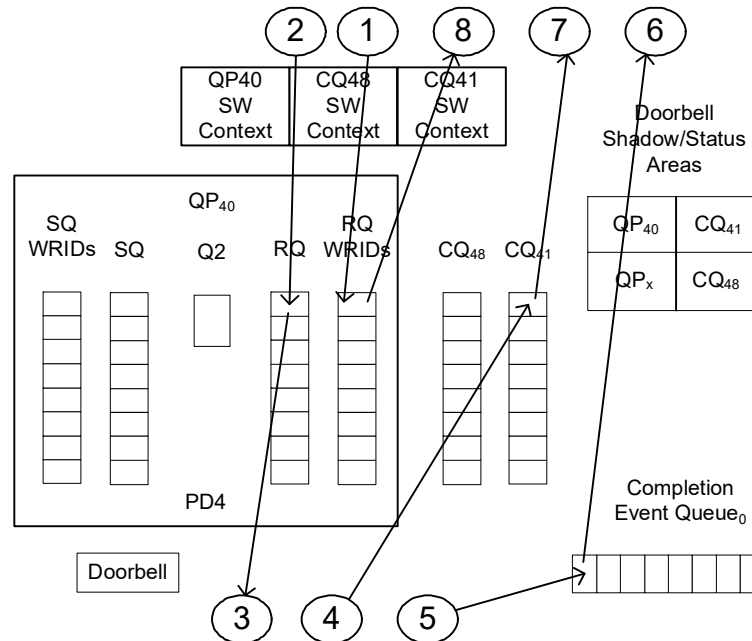 2 1 8 7 6
QP40 CQ48 CQ41
SW SW SW
Context Context Context
Doorbell
Shadow/Status
Areas
QP₄₀
SQ RQ
WRIDs SQ Q2 RQ WRIDs CQ₄₈ CQ₄₁
QP₄₀ CQ₄₁
QPₓ CQ₄₈
PD4
Completion
Event Queue₀
Doorbell
3 4 5